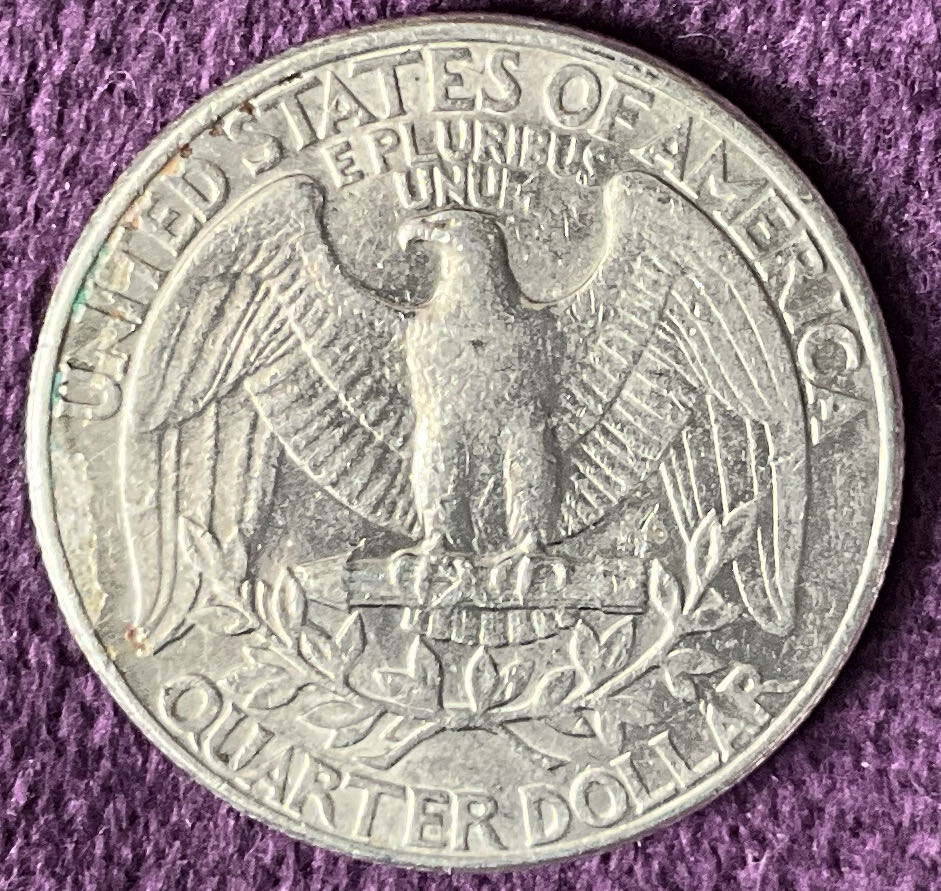 UNITED STATES OF AMERICA
E PLURIBUS
UNUM
QUARTER DOLLAR